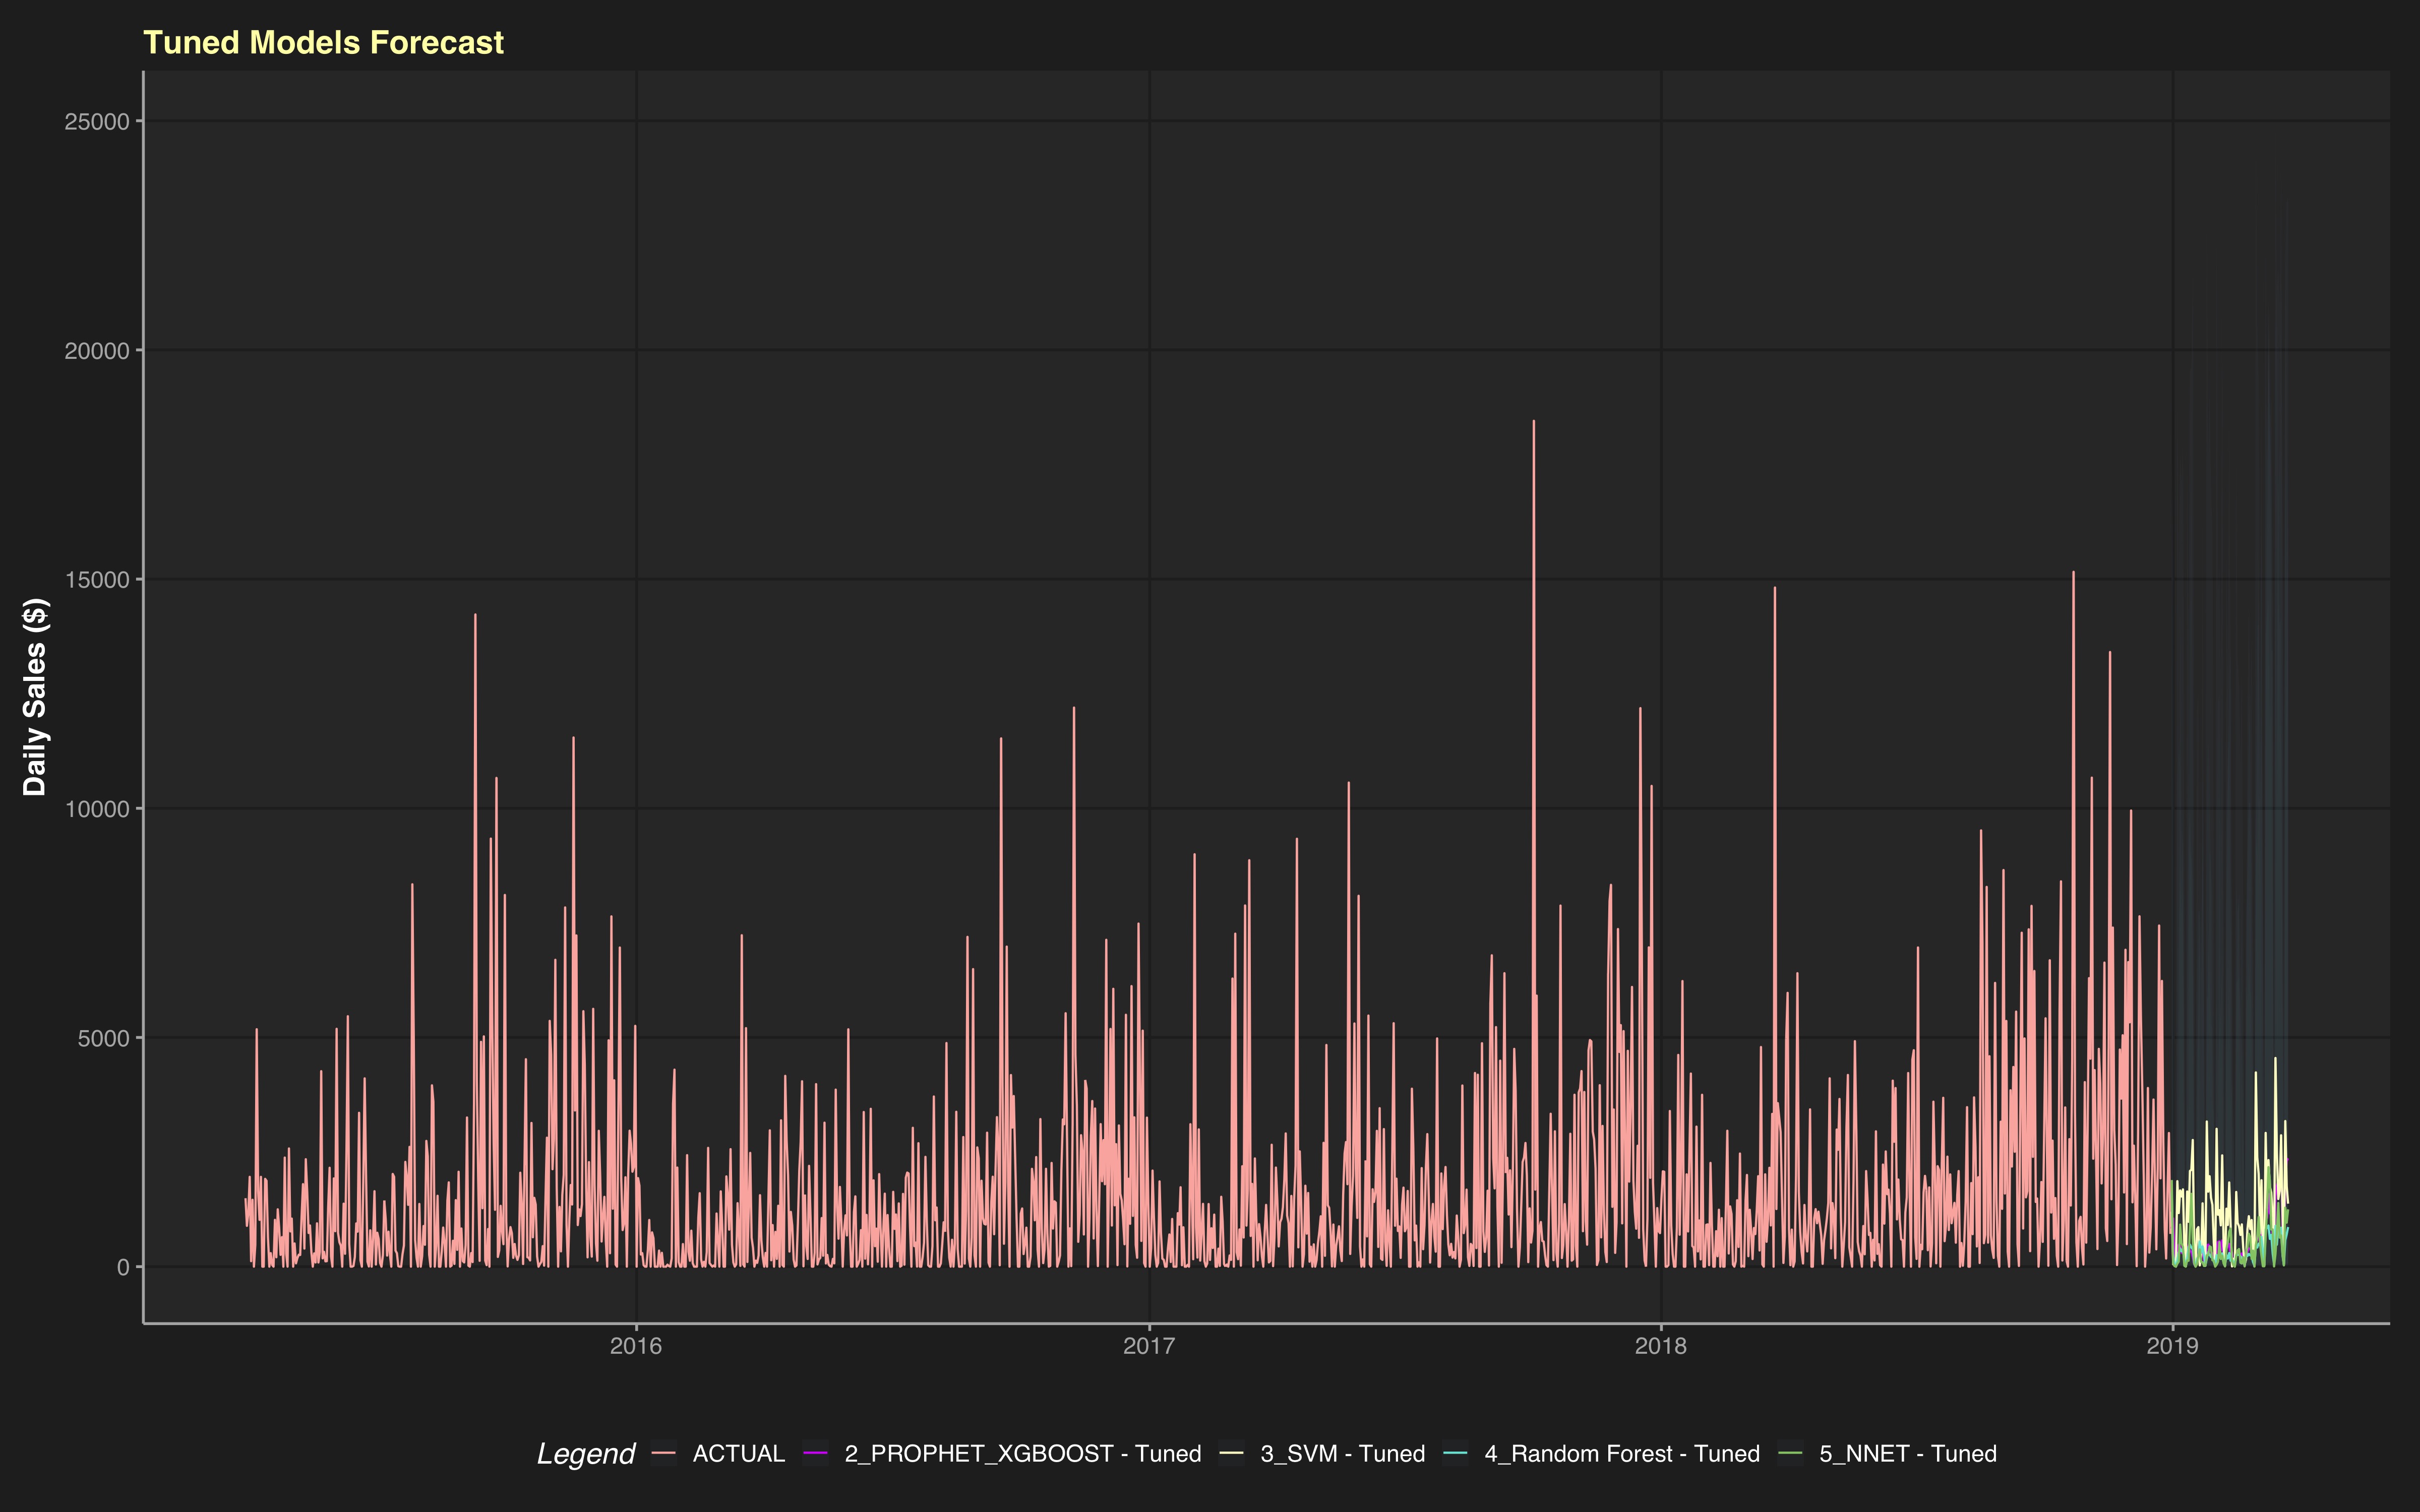 Tuned Models Forecast
Daily Sales ($)
25000
20000
15000
10000
5000
0
2016 2017 2018 2019
Legend ACTUAL 2_PROPHET_XGBOOST - Tuned 3_SVM - Tuned 4_Random Forest - Tuned 5_NNET - Tuned